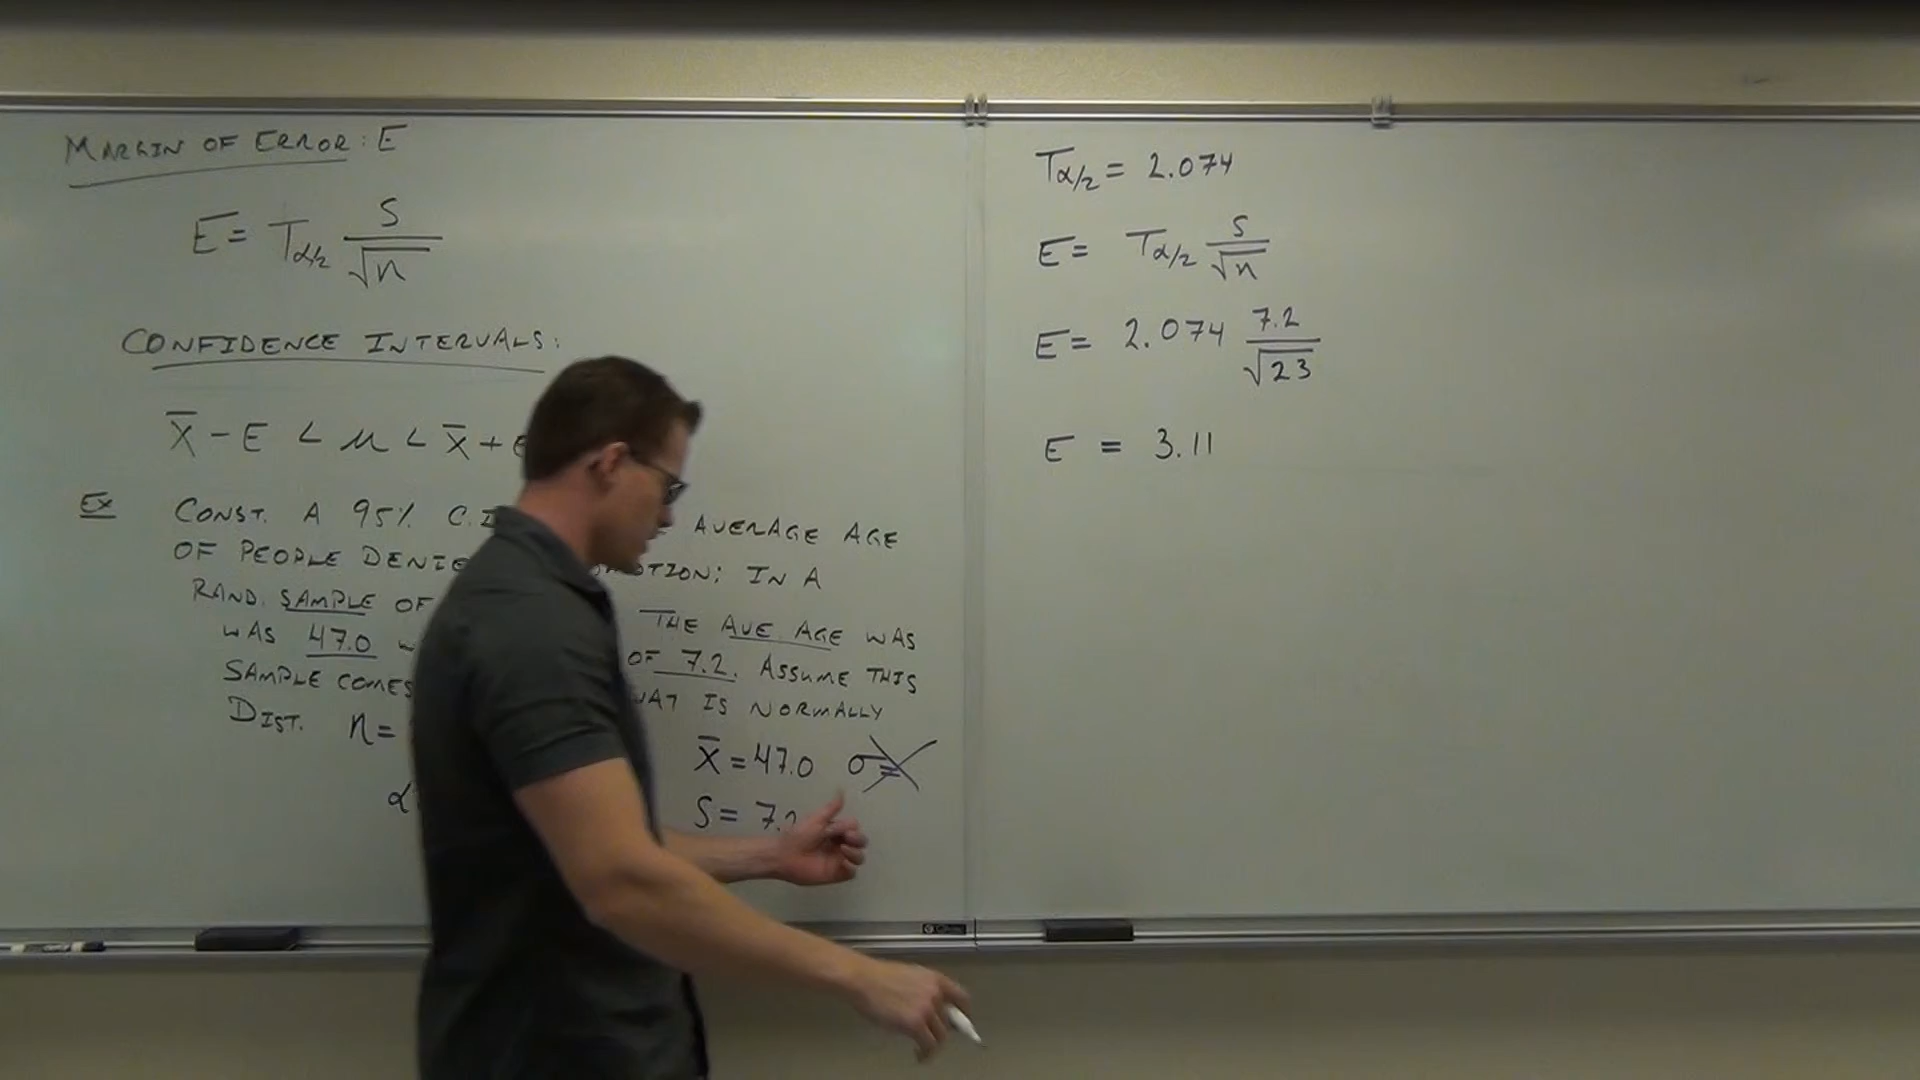 MARGIN OF ERROR: E
E = Tα/2 S/√n
CONFIDENCE INTERVALS:
x̄ - E < μ < x̄ + E
Ex CONST. A 95% C.I. AVERAGE AGE
OF PEOPLE IN A
RAND. SAMPLE OF THE AVE. AGE WAS
WAS 47.0 OF 7.2. ASSUME THIS
SAMPLE COMES IS NORMALLY
DIST. n =
x̄ = 47.0 σ =
α S = 7.2
Tα/2 = 2.074
E = Tα/2 S/√n
E = 2.074 7.2/√23
E = 3.11